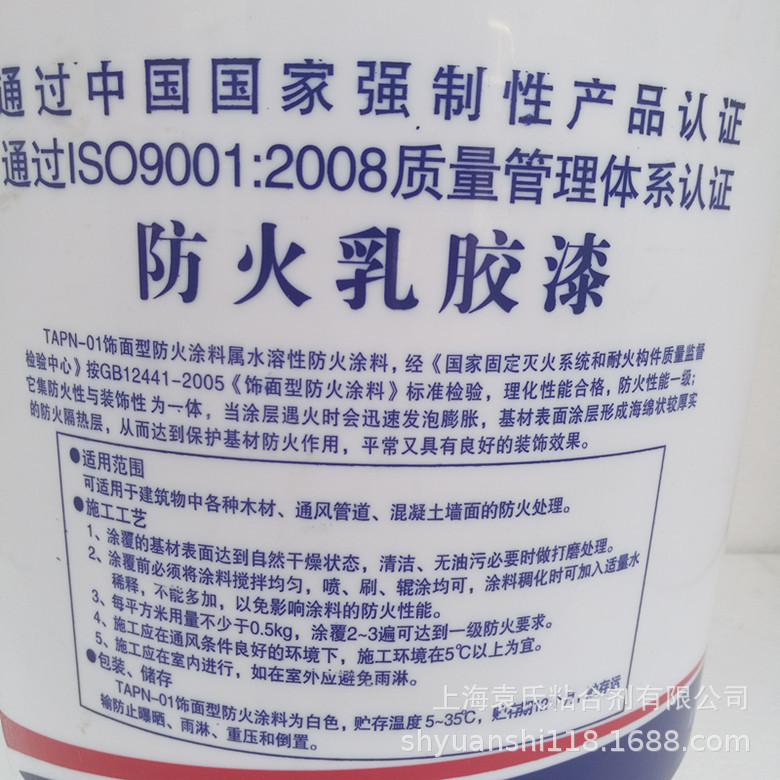 通过中国国家强制性产品认证
通过ISO9001:2008质量管理体系认证
防火乳胶漆
TAPN-01饰面型防火涂料属水溶性防火涂料，经《国家固定灭火系统和耐火构件质量监督
检验中心》按GB12441-2005《饰面型防火涂料》标准检验，理化性能合格，防火性能一级；
它集防火性与装饰性为一体，当涂层遇火时会迅速发泡膨胀，基材表面涂层形成海绵状较厚实
的防火隔热层，从而达到保护基材防火作用，平常又具有良好的装饰效果。
●适用范围
可适用于建筑物中各种木材、通风管道、混凝土墙面的防火处理。
●施工工艺
1、涂覆的基材表面达到自然干燥状态，清洁、无油污必要时做打磨处理。
2、涂覆前必须将涂料搅拌均匀，喷、刷、辊涂均可，涂料稠化时可加入适量水
稀释，不能多加，以免影响涂料的防火性能。
3、每平方米用量不少于0.5kg，涂覆2~3遍可达到一级防火要求。
4、施工应在通风条件良好的环境下，施工环境在5℃以上为宜。
5、施工应在室内进行，如在室外应避免雨淋。
●包装、储存
TAPN-01饰面型防火涂料为白色，贮存温度5~35℃，贮存期12个月，贮存运
输防止曝晒、雨淋、重压和倒置。
上海袁氏粘合剂有限公司
shyuanshi118.1688.com